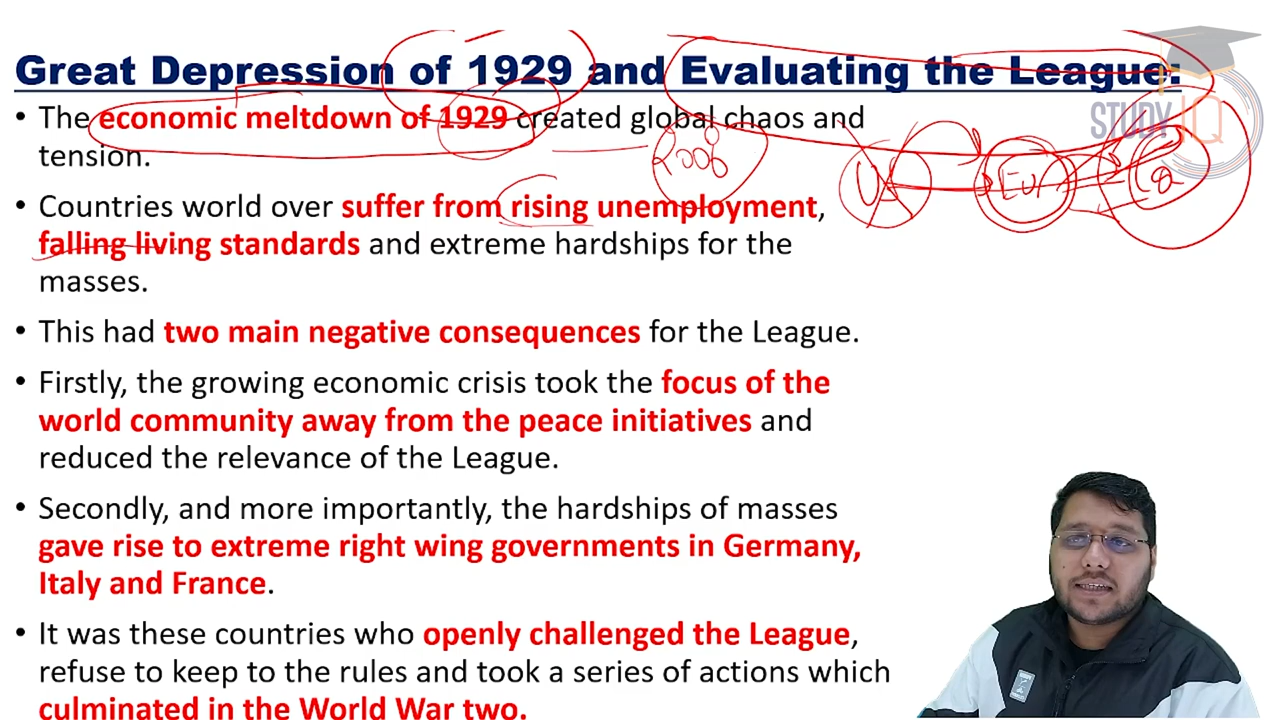 Great Depression of 1929 and Evaluating the League:
• The economic meltdown of 1929 created global chaos and
tension.
• Countries world over suffer from rising unemployment,
falling living standards and extreme hardships for the
masses.
• This had two main negative consequences for the League.
• Firstly, the growing economic crisis took the focus of the
world community away from the peace initiatives and
reduced the relevance of the League.
• Secondly, and more importantly, the hardships of masses
gave rise to extreme right wing governments in Germany,
Italy and France.
• It was these countries who openly challenged the League,
refuse to keep to the rules and took a series of actions which
culminated in the World War two.
STUDY IQ
2008
US
EU